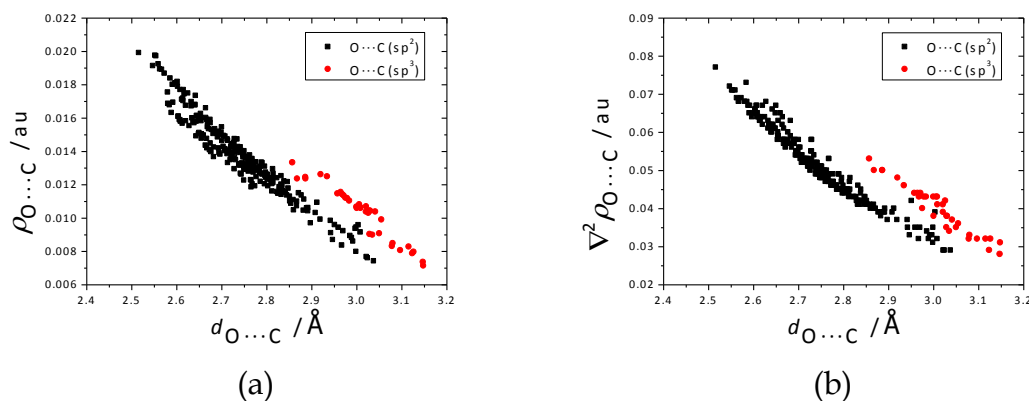 0.022
0.020
0.018
0.016
0.014
0.012
0.010
0.008
0.006
2.4 2.5 2.6 2.7 2.8 2.9 3.0 3.1 3.2
ρO···C / au
dO···C / Å
O···C (sp²)
O···C (sp³)
(a)
0.09
0.08
0.07
0.06
0.05
0.04
0.03
0.02
2.4 2.5 2.6 2.7 2.8 2.9 3.0 3.1 3.2
∇²ρO···C / au
dO···C / Å
O···C (sp²)
O···C (sp³)
(b)